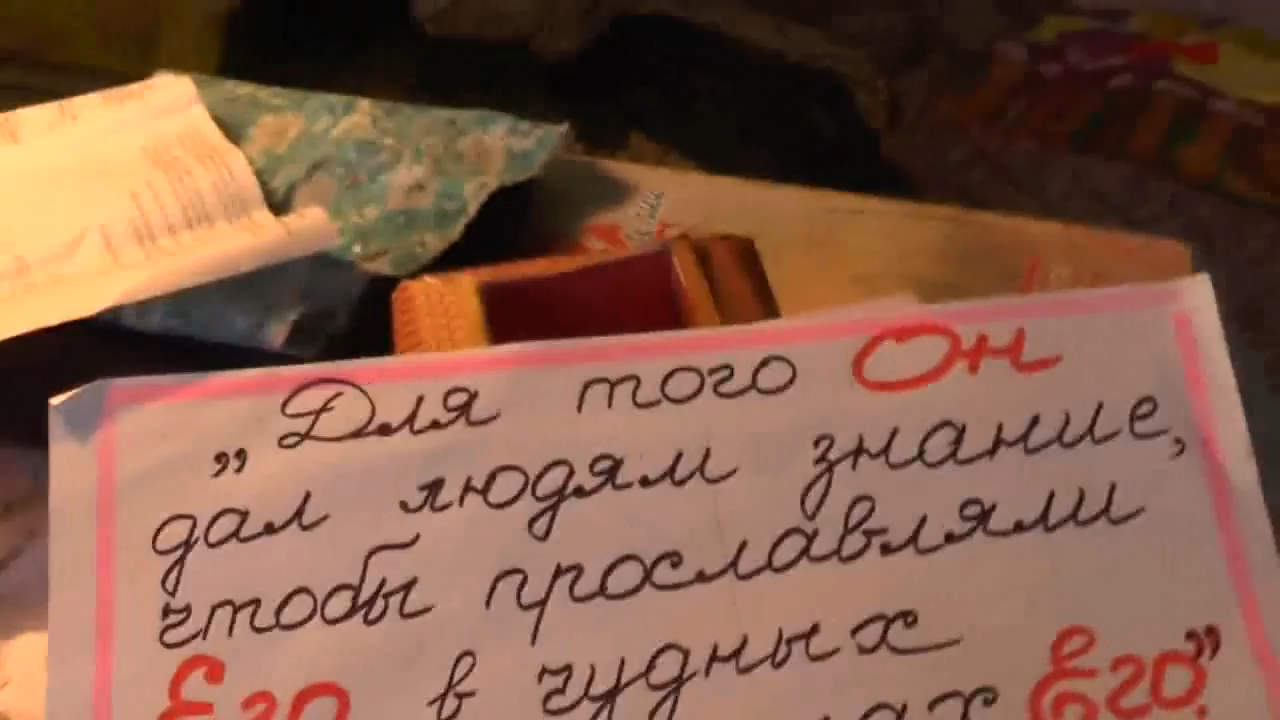 „Для того Он
дал людям знание,
чтобы прославляли
Его в чудных
Его”